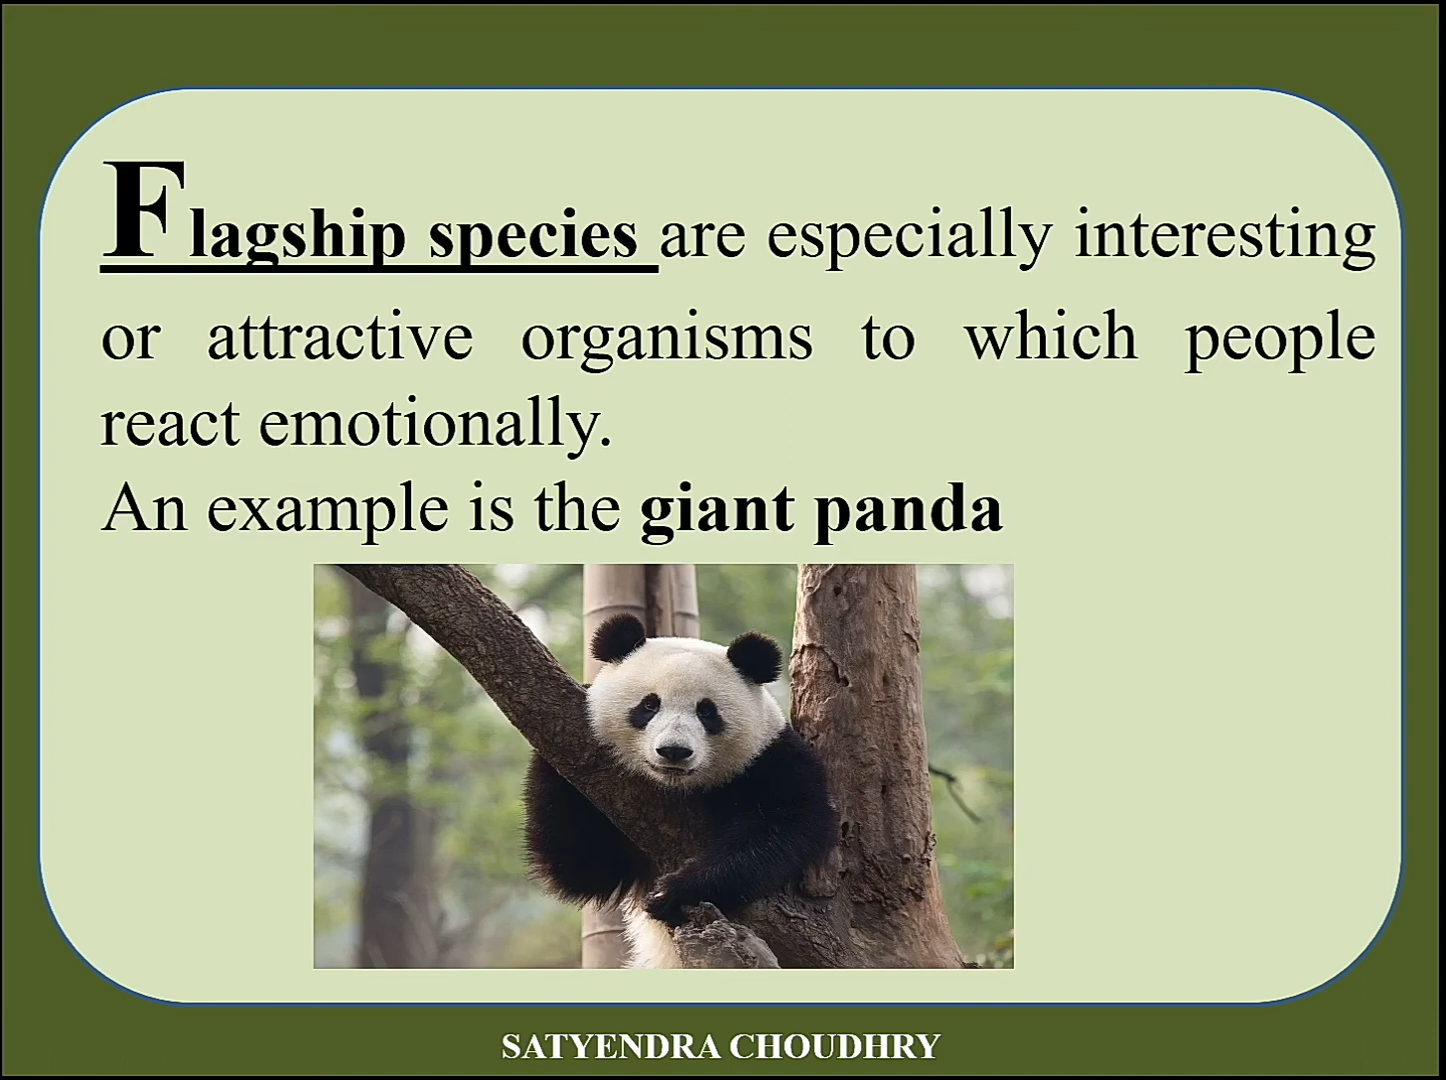 Flagship species are especially interesting
or attractive organisms to which people
react emotionally.
An example is the giant panda
SATYENDRA CHOUDHRY